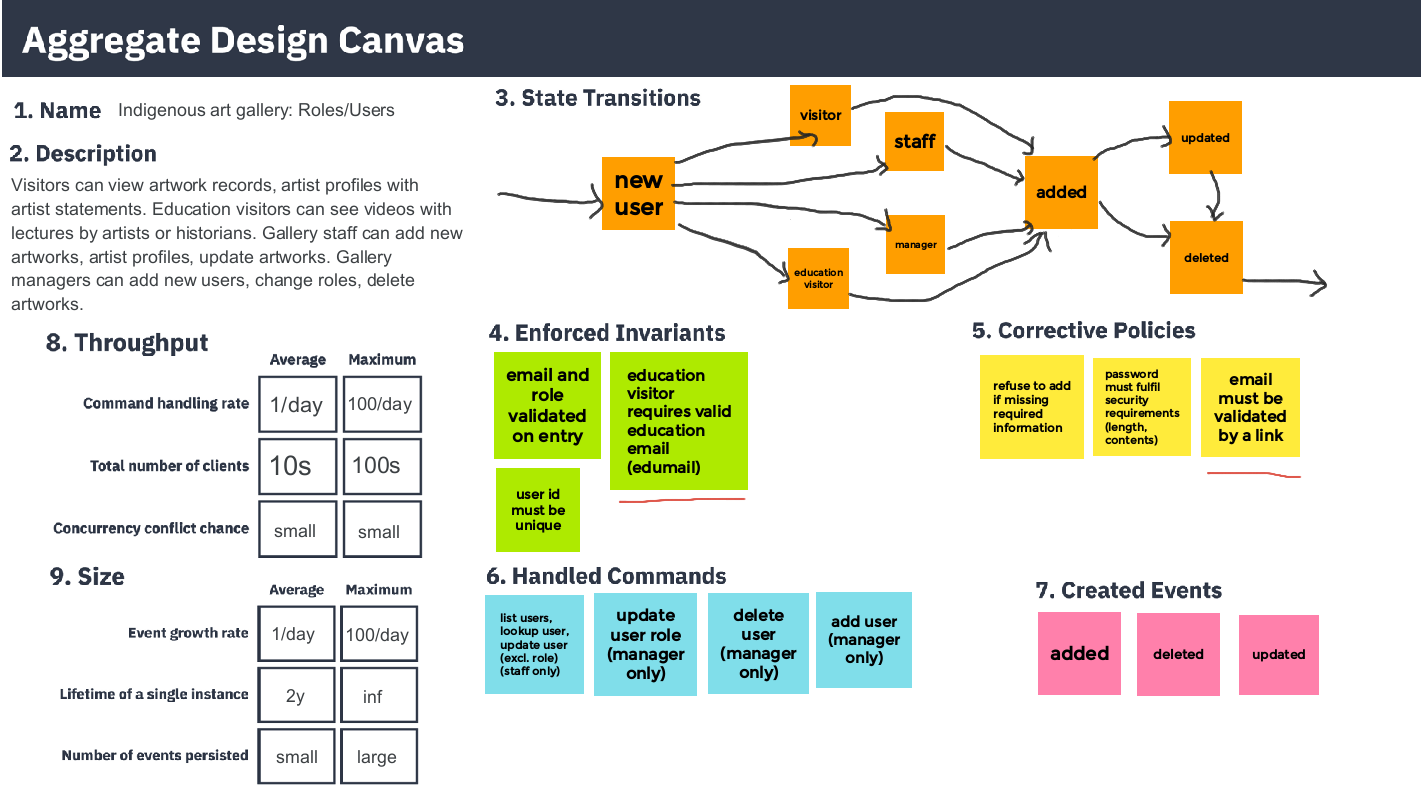 Aggregate Design Canvas
1. Name Indigenous art gallery: Roles/Users
2. Description
Visitors can view artwork records, artist profiles with
artist statements. Education visitors can see videos with
lectures by artists or historians. Gallery staff can add new
artworks, artist profiles, update artworks. Gallery
managers can add new users, change roles, delete
artworks.
3. State Transitions
new
user
visitor
staff
manager
education
visitor
added
updated
deleted
4. Enforced Invariants
email and
role
validated
on entry
education
visitor
requires valid
education
email
(edumail)
user id
must be
unique
5. Corrective Policies
refuse to add
if missing
required
information
password
must fulfil
security
requirements
(length,
contents)
email
must be
validated
by a link
6. Handled Commands
list users,
lookup user,
update user
(excl. role)
(staff only)
update
user role
(manager
only)
delete
user
(manager
only)
add user
(manager
only)
7. Created Events
added
deleted
updated
8. Throughput
Average Maximum
Command handling rate 1/day 100/day
Total number of clients 10s 100s
Concurrency conflict chance small small
9. Size
Average Maximum
Event growth rate 1/day 100/day
Lifetime of a single instance 2y inf
Number of events persisted small large